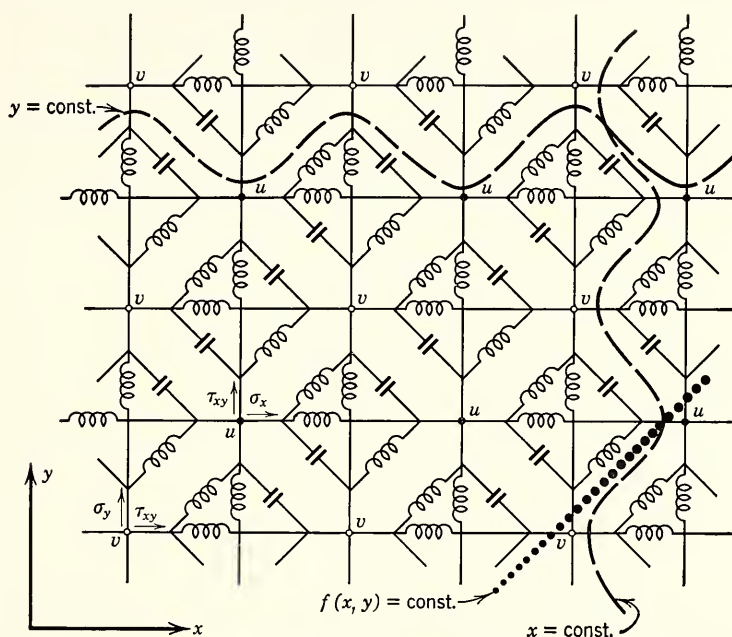 v v v
y = const.
u u u
v v v
τxy σx
u u
σy τxy
v v v
y
f (x, y) = const.
x x = const.